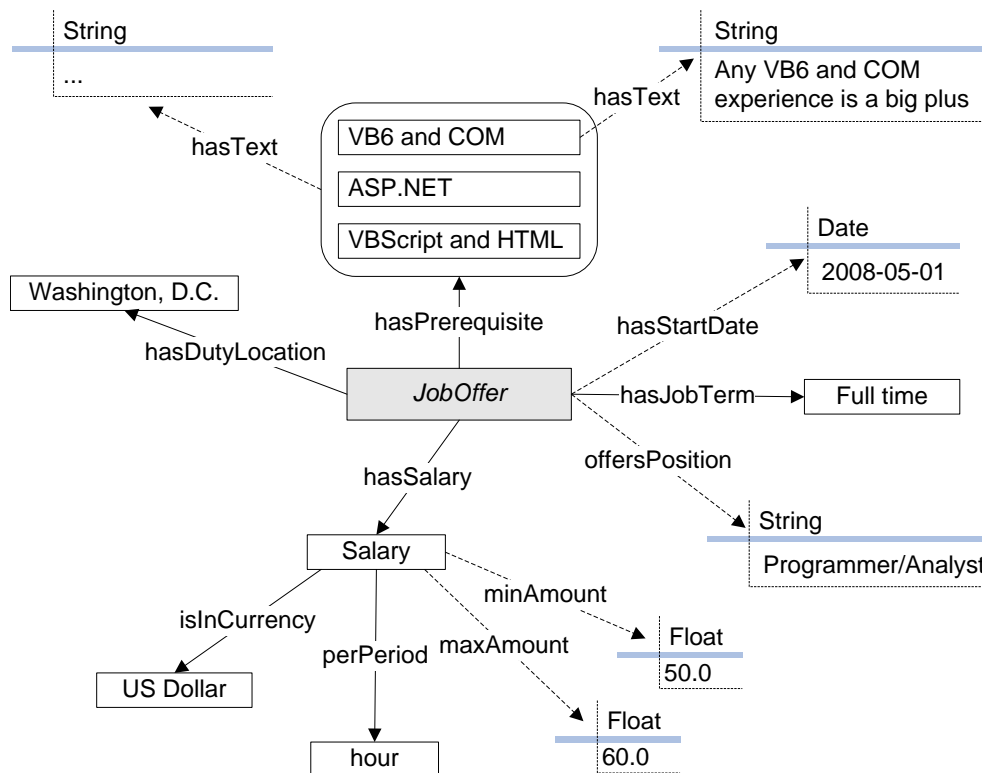 String
...
String
Any VB6 and COM
experience is a big plus
hasText
hasText
VB6 and COM
ASP.NET
VBScript and HTML
Date
2008-05-01
Washington, D.C.
hasPrerequisite
hasStartDate
hasDutyLocation
JobOffer
hasJobTerm
Full time
offersPosition
hasSalary
String
Programmer/Analyst
Salary
minAmount
isInCurrency
perPeriod
maxAmount
Float
50.0
US Dollar
Float
60.0
hour